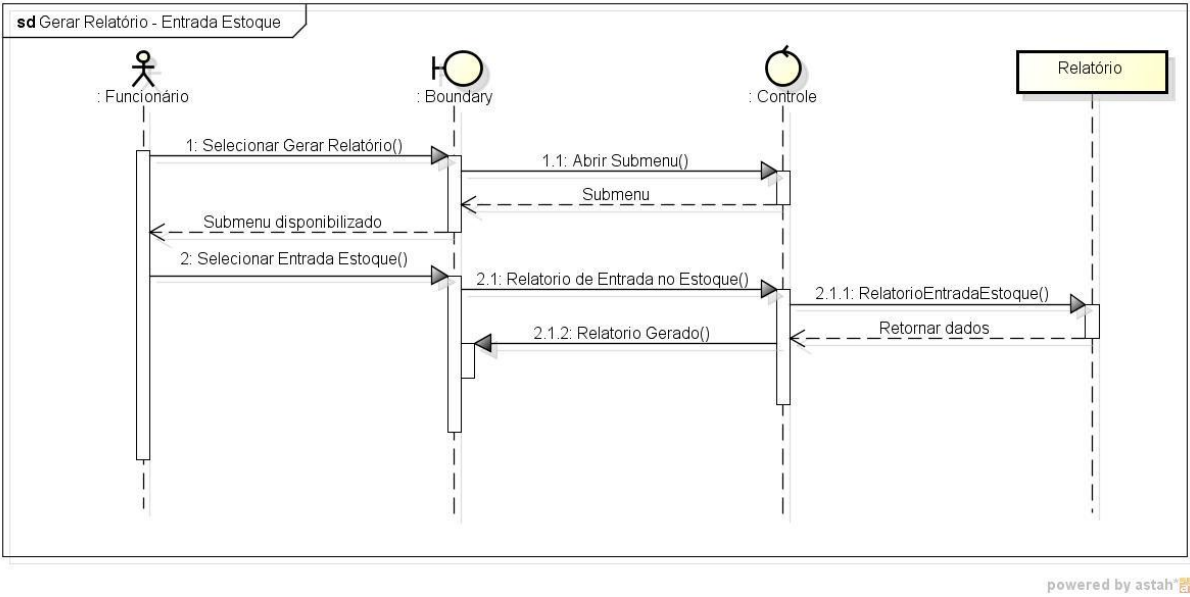 sd Gerar Relatório - Entrada Estoque
: Funcionário
: Boundary
: Controle
Relatório
1: Selecionar Gerar Relatório()
1.1: Abrir Submenu()
Submenu
Submenu disponibilizado
2: Selecionar Entrada Estoque()
2.1: Relatorio de Entrada no Estoque()
2.1.1: RelatorioEntradaEstoque()
Retornar dados
2.1.2: Relatorio Gerado()
powered by astah*